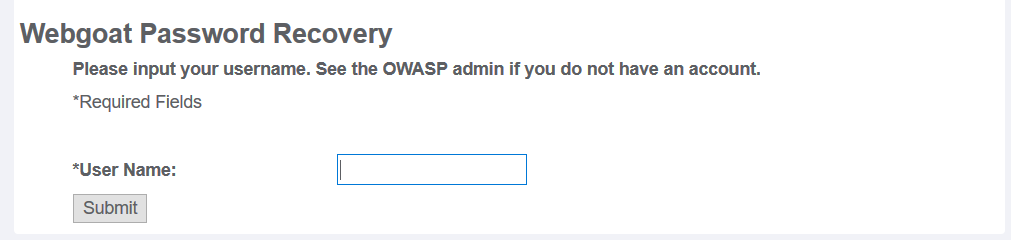 Webgoat Password Recovery
Please input your username. See the OWASP admin if you do not have an account.
*Required Fields
*User Name:
Submit